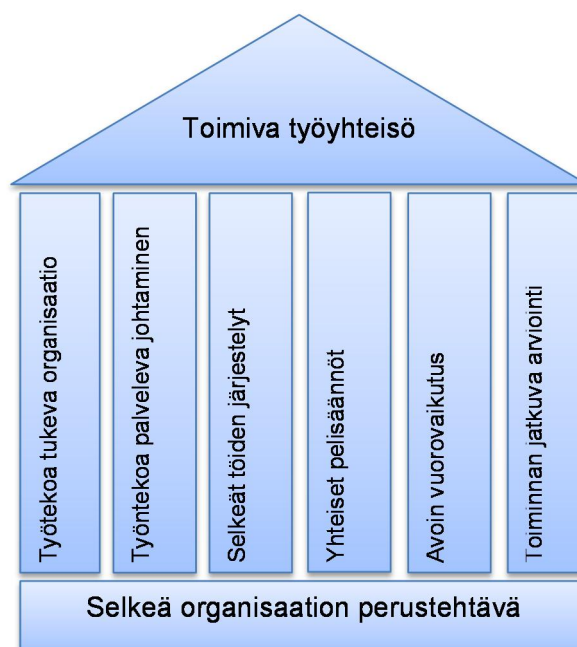 Toimiva työyhteisö
Työtekoa tukeva organisaatio
Työntekoa palveleva johtaminen
Selkeät töiden järjestelyt
Yhteiset pelisäännöt
Avoin vuorovaikutus
Toiminnan jatkuva arviointi
Selkeä organisaation perustehtävä